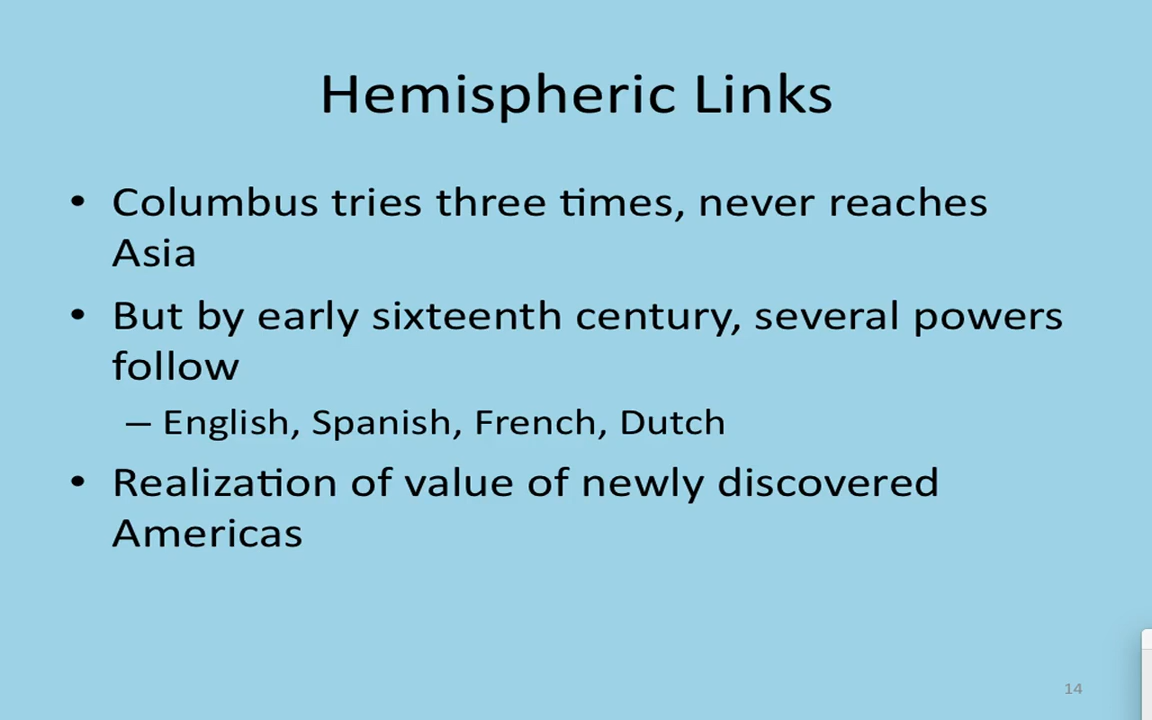 Hemispheric Links
• Columbus tries three times, never reaches
Asia
• But by early sixteenth century, several powers
follow
– English, Spanish, French, Dutch
• Realization of value of newly discovered
Americas
14